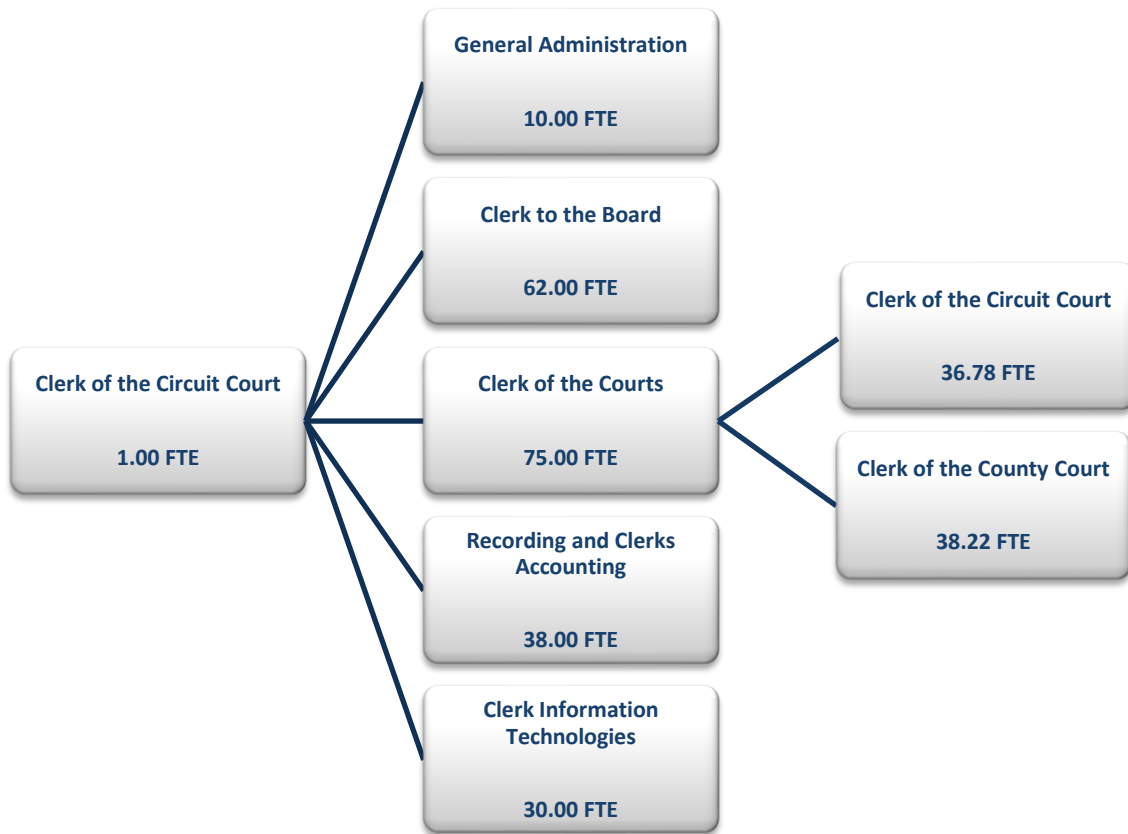 General Administration
10.00 FTE
Clerk to the Board
62.00 FTE
Clerk of the Circuit Court
1.00 FTE
Clerk of the Courts
75.00 FTE
Clerk of the Circuit Court
36.78 FTE
Clerk of the County Court
38.22 FTE
Recording and Clerks
Accounting
38.00 FTE
Clerk Information
Technologies
30.00 FTE